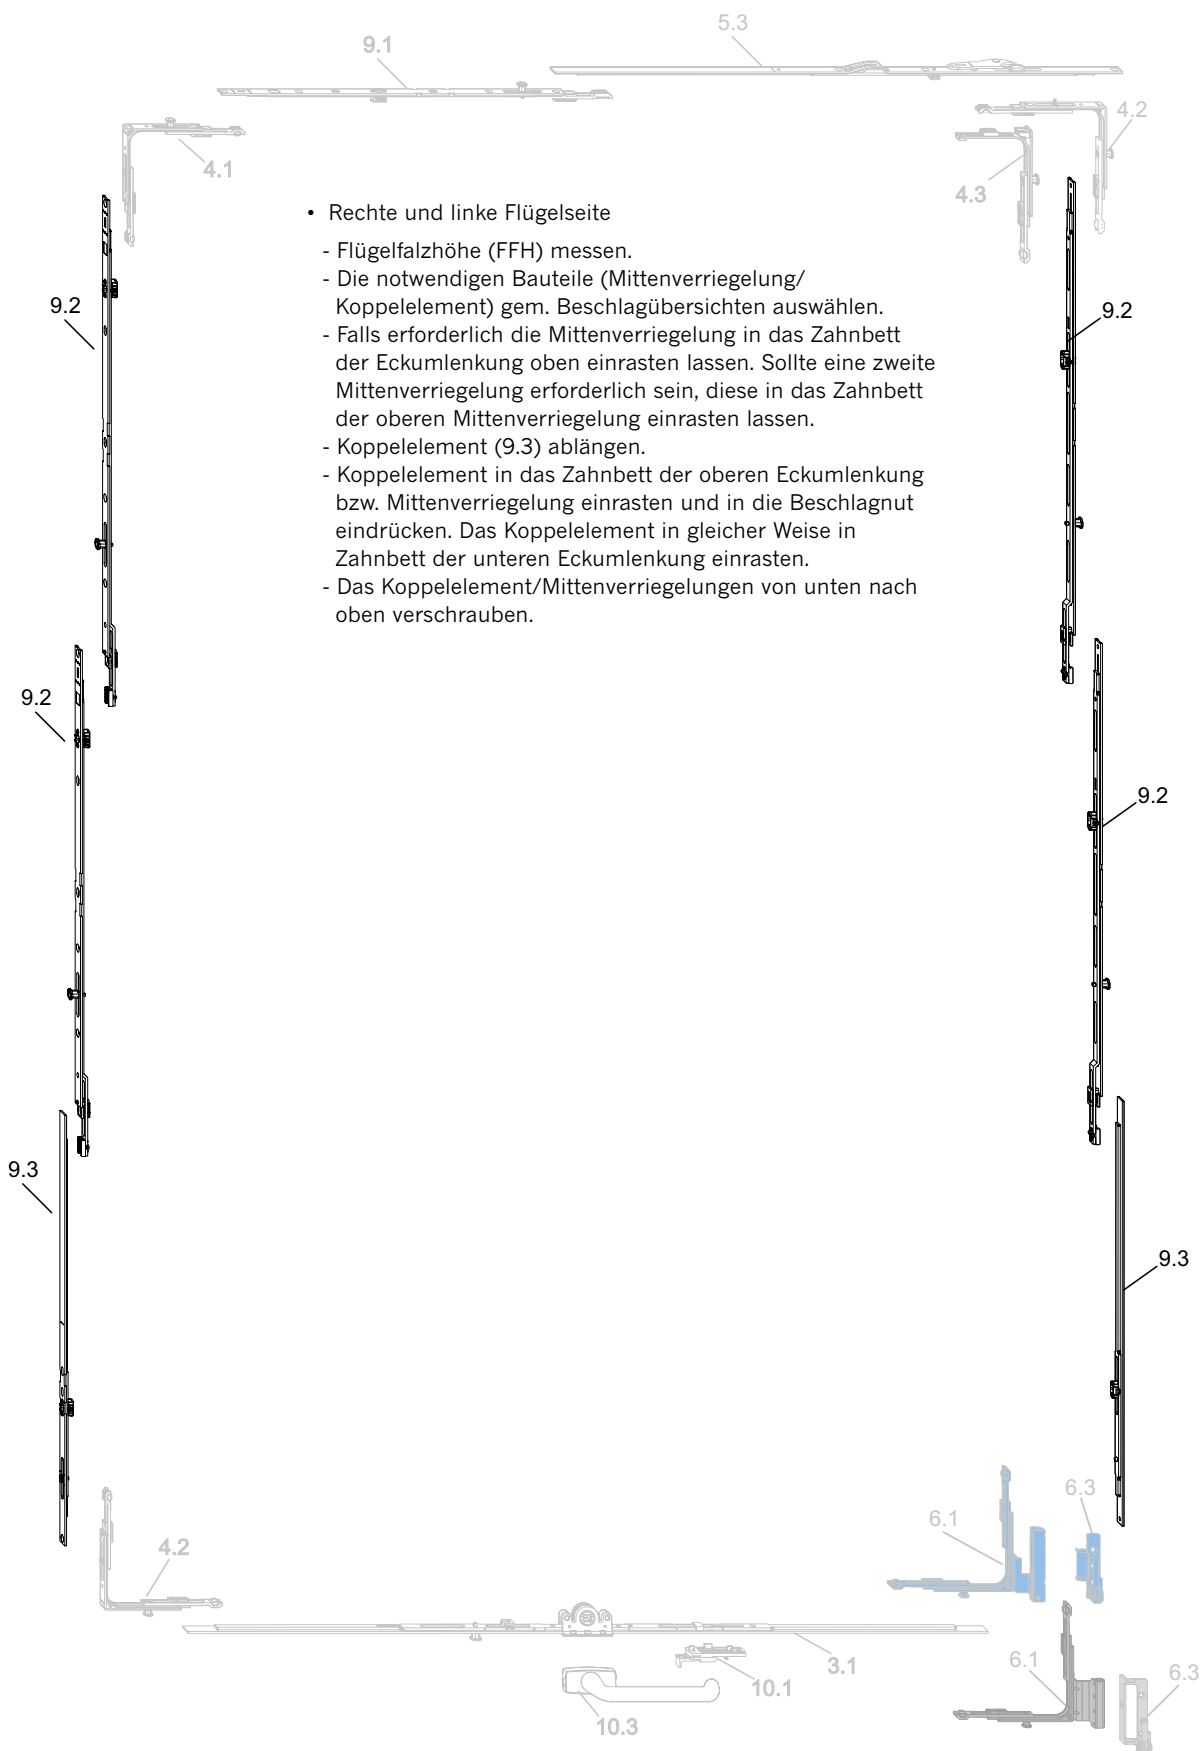 5.3
9.1
4.2
4.1
4.3
• Rechte und linke Flügelseite
- Flügelfalzhöhe (FFH) messen.
- Die notwendigen Bauteile (Mittenverriegelung/
Koppelelement) gem. Beschlagübersichten auswählen.
- Falls erforderlich die Mittenverriegelung in das Zahnbett
der Eckumlenkung oben einrasten lassen. Sollte eine zweite
Mittenverriegelung erforderlich sein, diese in das Zahnbett
der oberen Mittenverriegelung einrasten lassen.
- Koppelelement (9.3) ablängen.
- Koppelelement in das Zahnbett der oberen Eckumlenkung
bzw. Mittenverriegelung einrasten und in die Beschlagnut
eindrücken. Das Koppelelement in gleicher Weise in
Zahnbett der unteren Eckumlenkung einrasten.
- Das Koppelelement/Mittenverriegelungen von unten nach
oben verschrauben.
9.2
9.2
9.2
9.2
9.3
9.3
6.3
6.1
4.2
3.1
6.1
6.3
10.1
10.3